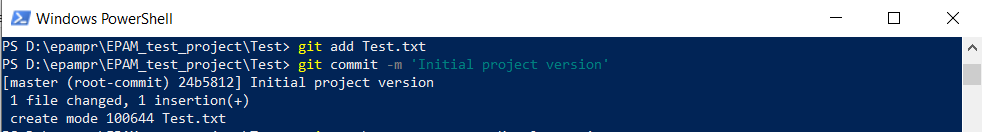 Windows PowerShell
PS D:\epampr\EPAM_test_project\Test> git add Test.txt
PS D:\epampr\EPAM_test_project\Test> git commit -m 'Initial project version'
[master (root-commit) 24b5812] Initial project version
 1 file changed, 1 insertion(+)
 create mode 100644 Test.txt